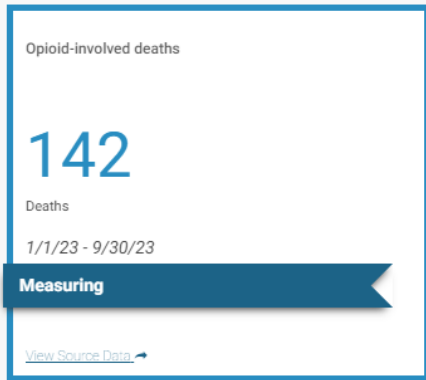 Opioid-involved deaths
142
Deaths
1/1/23 - 9/30/23
Measuring
View Source Data